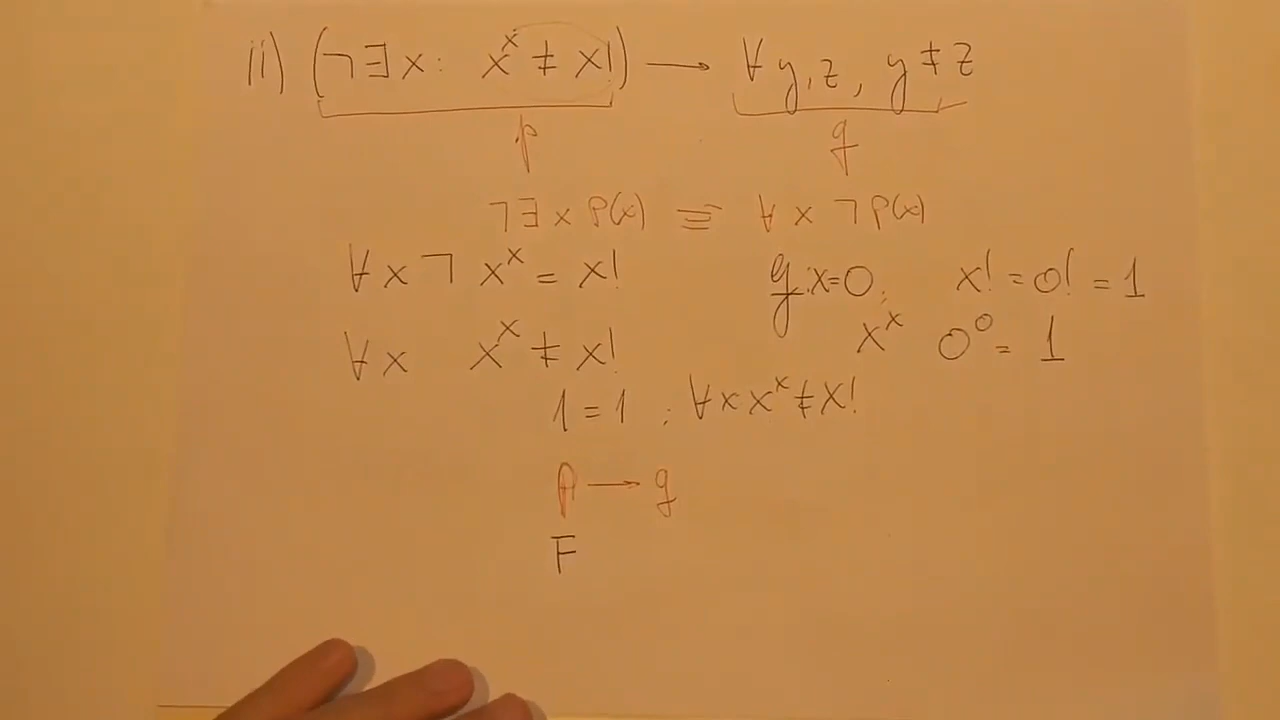 ii) (¬∃x: x^x ≠ x!) → ∀y,z, y≠z
p q
¬∃x P(x) ≡ ∀x ¬P(x)
∀x ¬ x^x = x! g:x=0; x! = 0! = 1
∀x x^x ≠ x! x^x 0^0 = 1
1 = 1 ; ∀x x^x ≠ x!
p → q
F